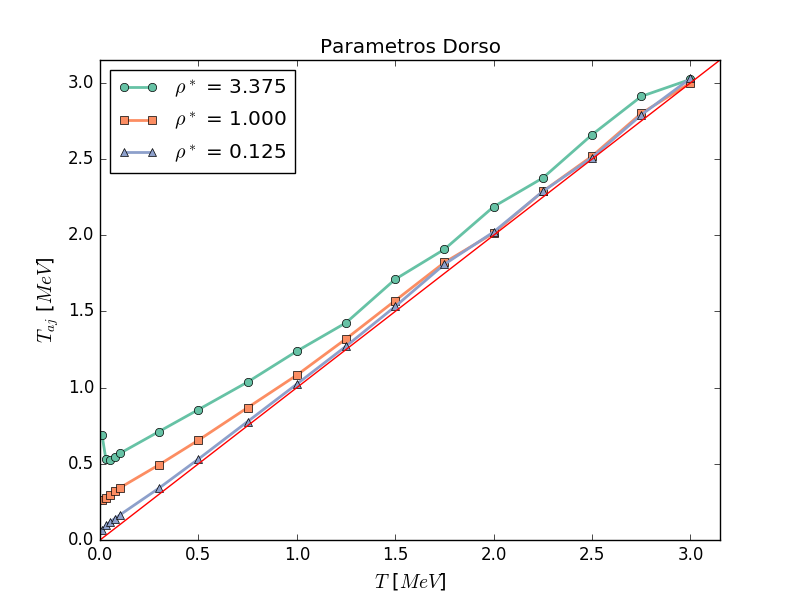 Parametros Dorso
ρ* = 3.375
ρ* = 1.000
ρ* = 0.125
3.0
2.5
2.0
1.5
1.0
0.5
0.0
T_aj [MeV]
0.0 0.5 1.0 1.5 2.0 2.5 3.0
T [MeV]